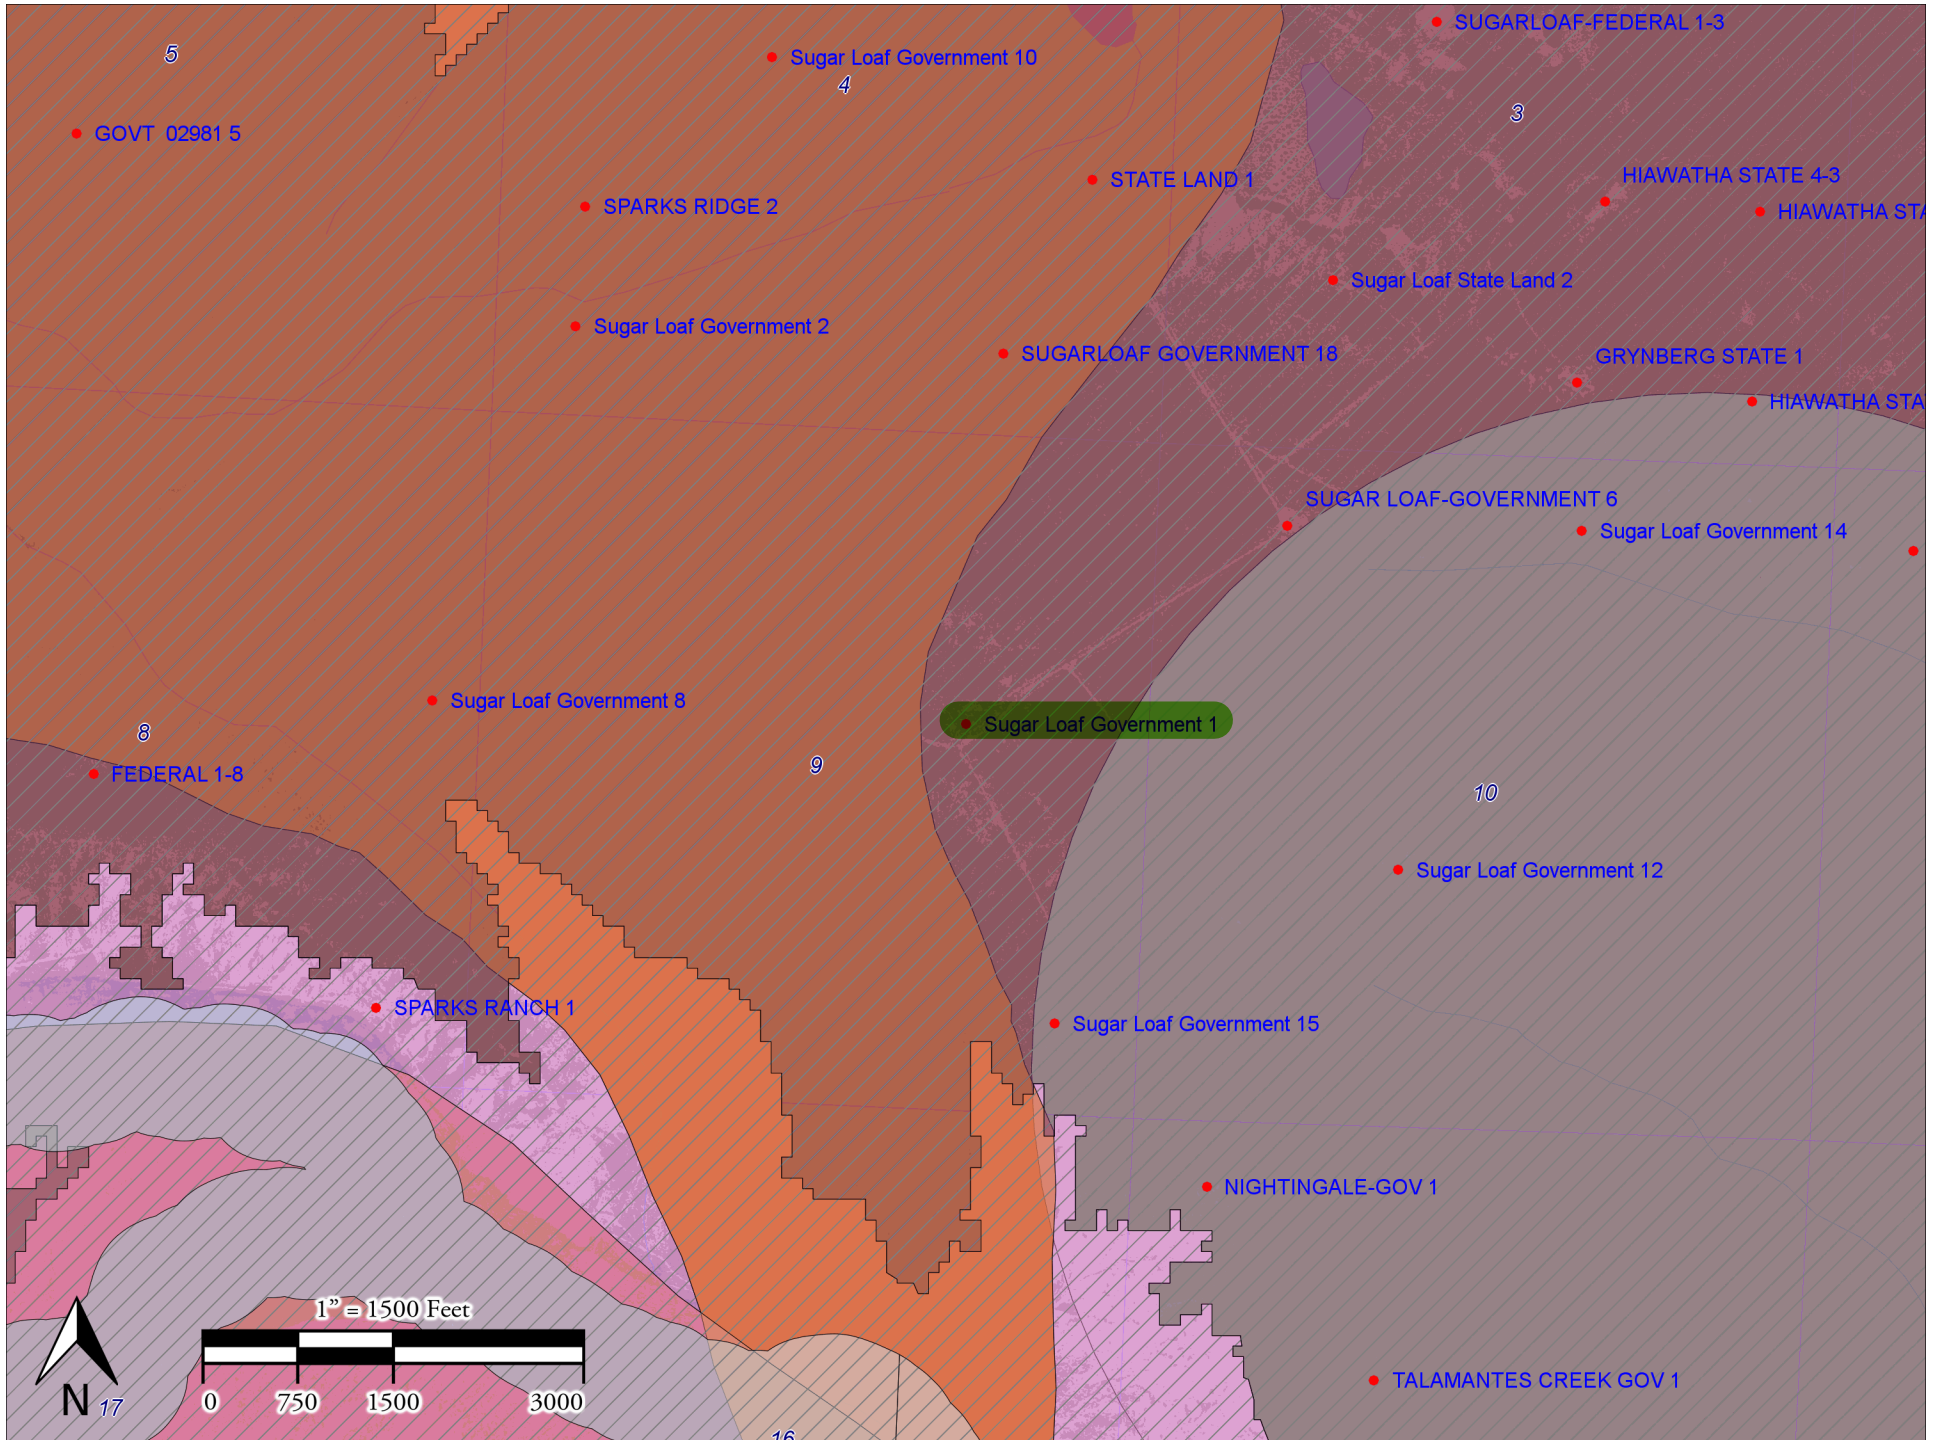 SUGARLOAF-FEDERAL 1-3
5
Sugar Loaf Government 10
4
3
GOVT  02981 5
STATE LAND 1
HIAWATHA STATE 4-3
SPARKS RIDGE 2
HIAWATHA STA
Sugar Loaf State Land 2
Sugar Loaf Government 2
SUGARLOAF GOVERNMENT 18
GRYNBERG STATE 1
HIAWATHA STA
SUGAR LOAF-GOVERNMENT 6
Sugar Loaf Government 14
Sugar Loaf Government 8
Sugar Loaf Government 1
8
9
FEDERAL 1-8
10
Sugar Loaf Government 12
SPARKS RANCH 1
Sugar Loaf Government 15
NIGHTINGALE-GOV 1
1” = 1500 Feet
TALAMANTES CREEK GOV 1
0 750 1500 3000
N
17
16